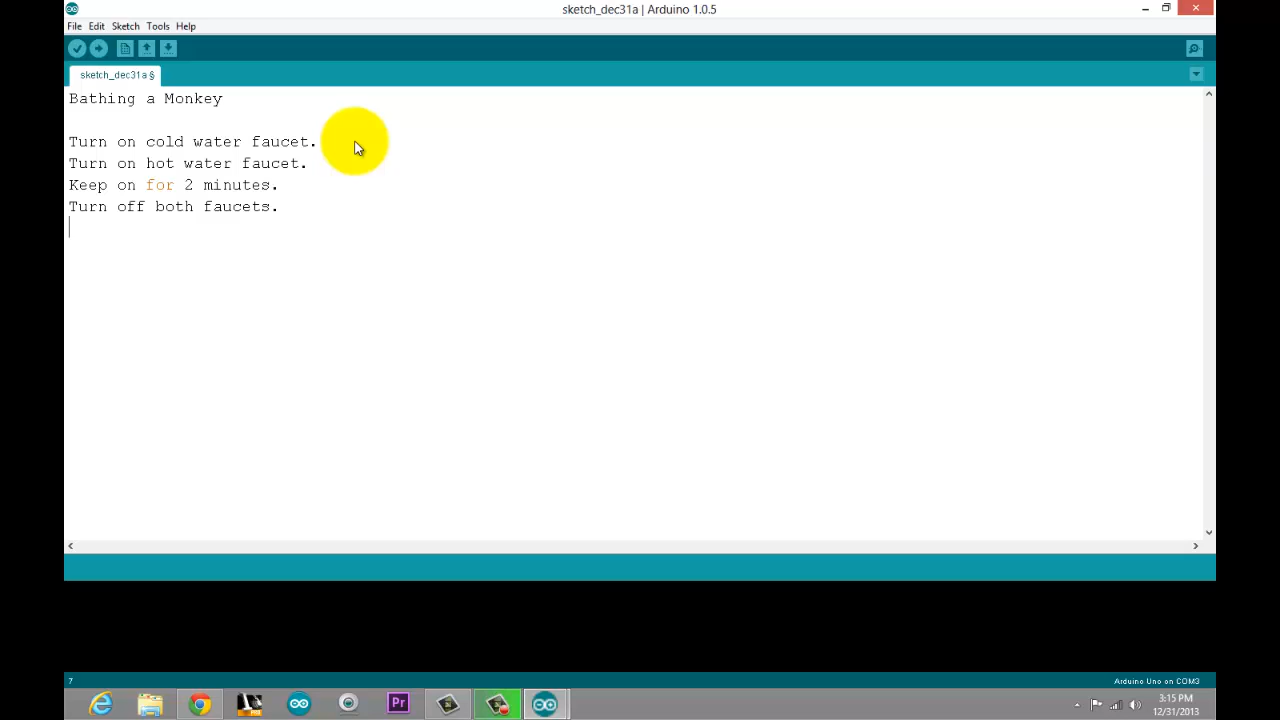 sketch_dec31a | Arduino 1.0.5
File Edit Sketch Tools Help
sketch_dec31a §
Bathing a Monkey
Turn on cold water faucet.
Turn on hot water faucet.
Keep on for 2 minutes.
Turn off both faucets.
7
Arduino Uno on COM3
Pr
3:15 PM
12/31/2013